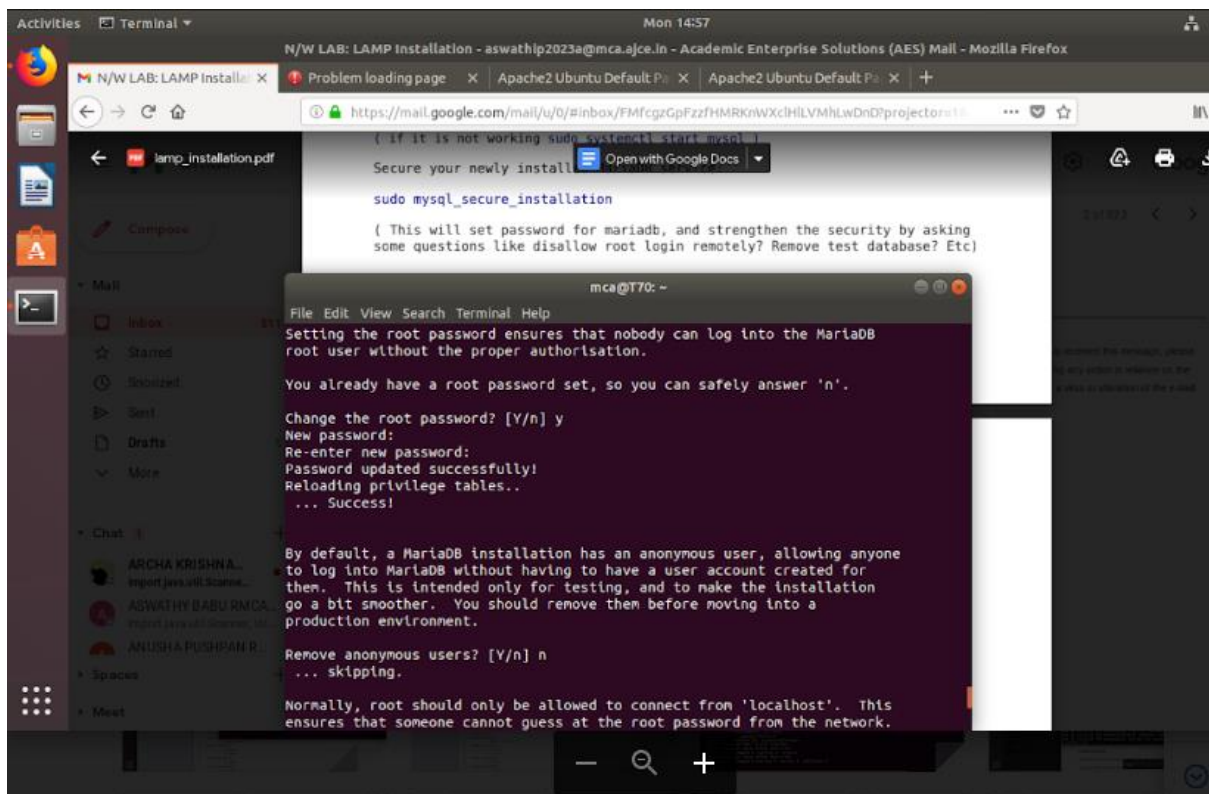 Activities Terminal Mon 14:57
N/W LAB: LAMP Installation - aswathip2023a@mca.ajce.in - Academic Enterprise Solutions (AES) Mail - Mozilla Firefox
M N/W LAB: LAMP Installa Problem loading page Apache2 Ubuntu Default Pa Apache2 Ubuntu Default Pa
lamp_installation.pdf
( if it is not working sudo systemctl start mysql )
Open with Google Docs
Secure your newly install
sudo mysql_secure_installation
( This will set password for mariadb, and strengthen the security by asking
some questions like disallow root login remotely? Remove test database? Etc)
Compose
Mail
Inbox
Starred
Snoozed
Sent
Drafts
More
Chat
ARCHA KRISHNA...
import java.util.Scanne...
ASWATHY BABU RMCA...
ANUSHA PUSHPAN R...
Spaces
Meet
mca@T70: ~
File Edit View Search Terminal Help
Setting the root password ensures that nobody can log into the MariaDB
root user without the proper authorisation.
You already have a root password set, so you can safely answer 'n'.
Change the root password? [Y/n] y
New password:
Re-enter new password:
Password updated successfully!
Reloading privilege tables..
... Success!
By default, a MariaDB installation has an anonymous user, allowing anyone
to log into MariaDB without having to have a user account created for
them.  This is intended only for testing, and to make the installation
go a bit smoother.  You should remove them before moving into a
production environment.
Remove anonymous users? [Y/n] n
... skipping.
Normally, root should only be allowed to connect from 'localhost'.  This
ensures that someone cannot guess at the root password from the network.